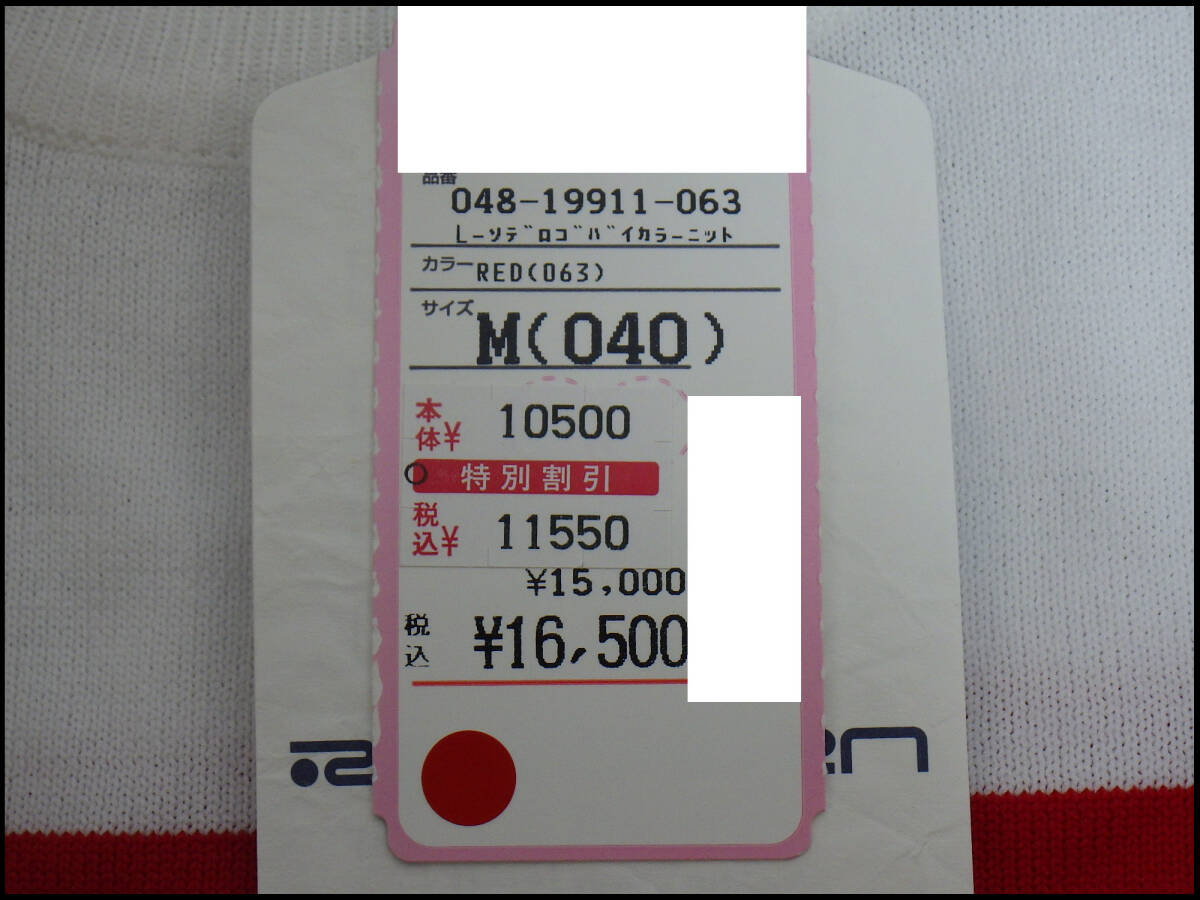 品番
048-19911-063
Lーソデ゛ロゴ゛バ゛イカラーニット
カラー RED(063)
サイズ M(040)
本体¥ 10500
特別割引
税込¥ 11550
¥15,000
税込 ¥16,500